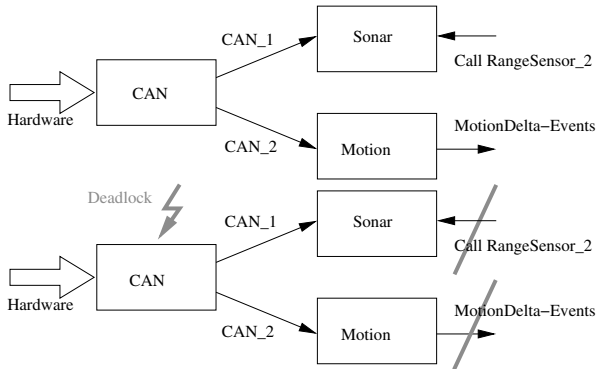 CAN_1
Sonar
Call RangeSensor_2
CAN
Hardware
CAN_2
Motion
MotionDelta−Events
Deadlock
CAN_1
Sonar
Call RangeSensor_2
CAN
Hardware
CAN_2
Motion
MotionDelta−Events